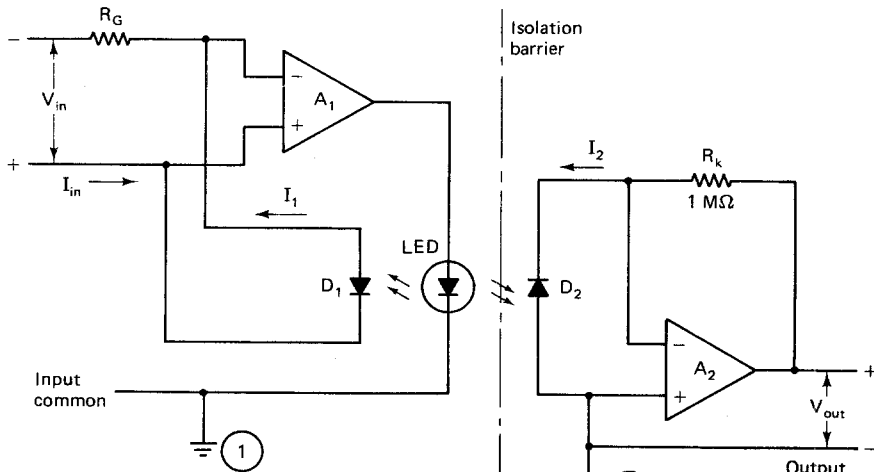 R_G
Isolation
barrier
−
V_in
+
I_in
−
A_1
+
I_1
D_1
LED
I_2
R_k
1 MΩ
D_2
−
A_2
+
+
V_out
−
Input
common
1
Output